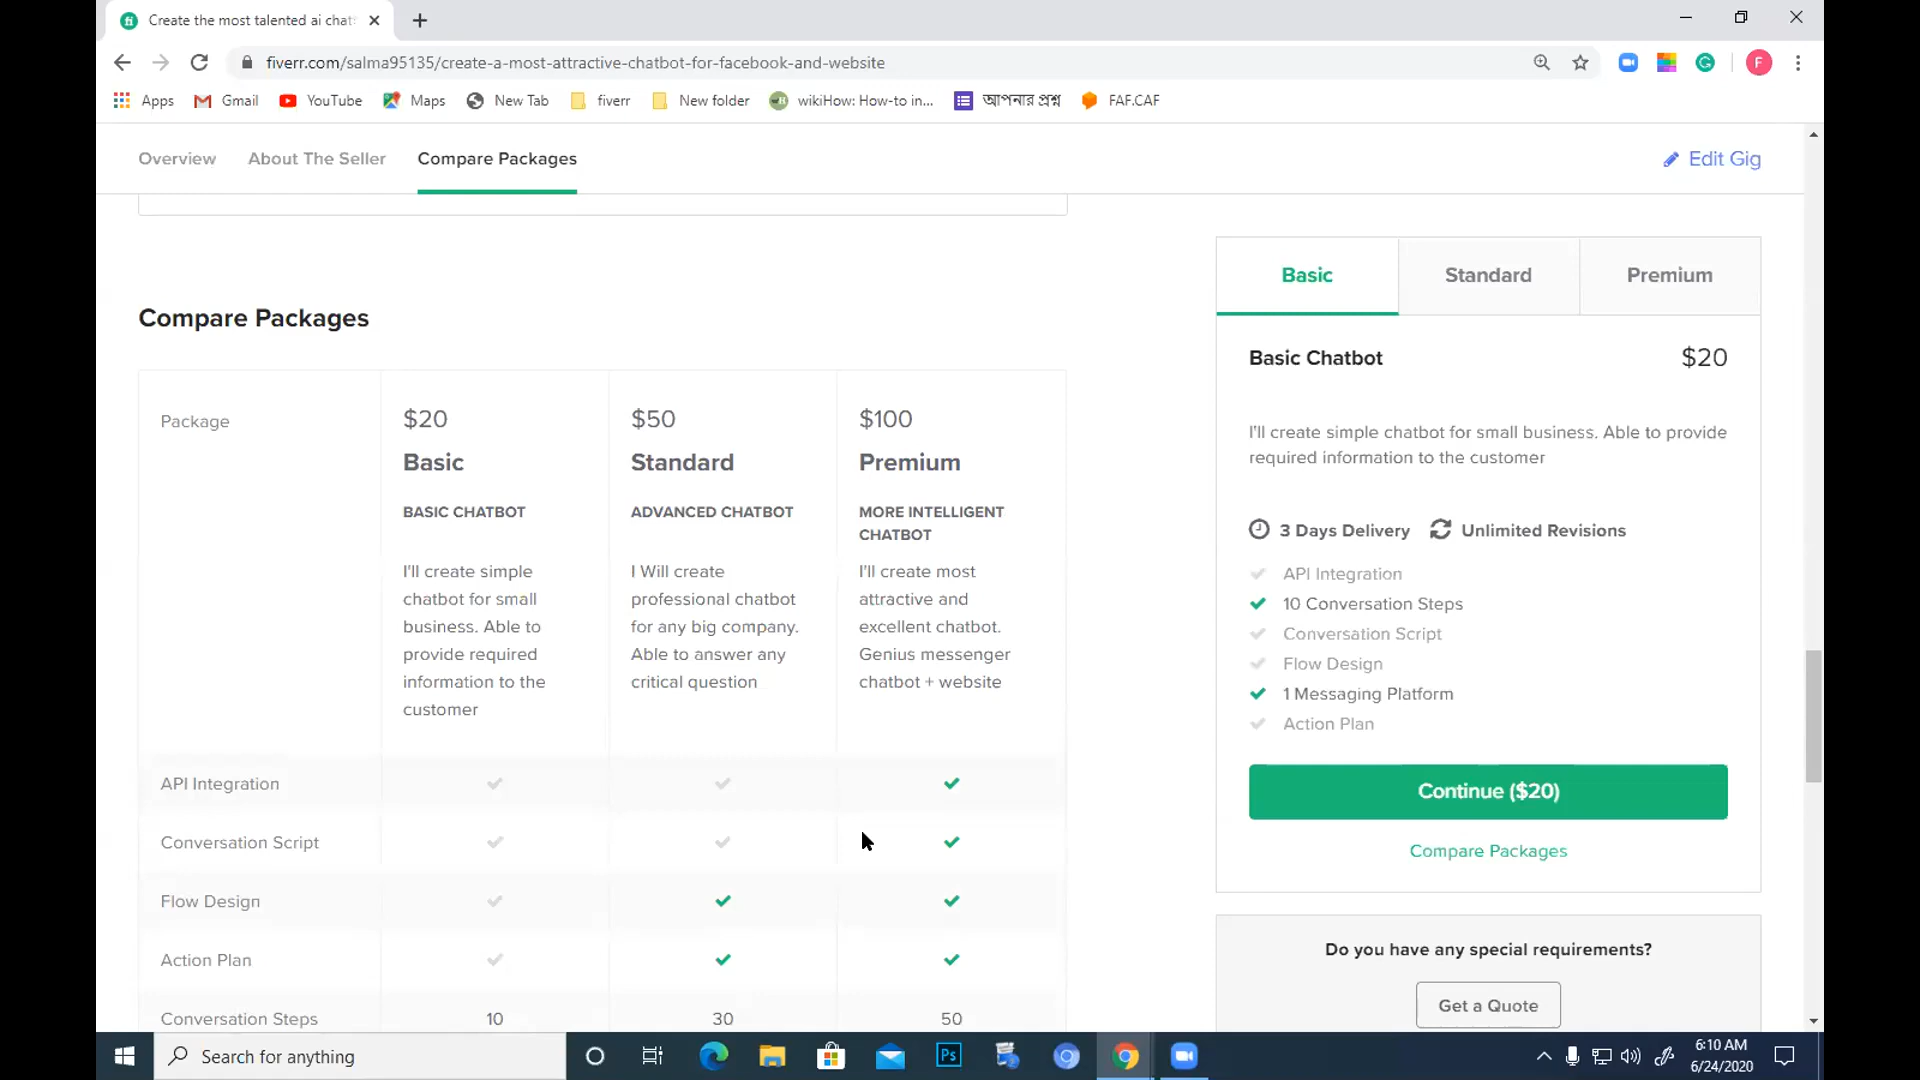 Create the most talented ai chat
fiverr.com/salma95135/create-a-most-attractive-chatbot-for-facebook-and-website
F
Apps
Gmail
YouTube
Maps
New Tab
fiverr
New folder
wikiHow: How-to in...
আপনার প্রশ্ন
FAF.CAF
Overview
About The Seller
Compare Packages
Edit Gig
Compare Packages
Package
$20
Basic
BASIC CHATBOT
I'll create simple
chatbot for small
business. Able to
provide required
information to the
customer
$50
Standard
ADVANCED CHATBOT
I Will create
professional chatbot
for any big company.
Able to answer any
critical question
$100
Premium
MORE INTELLIGENT
CHATBOT
I'll create most
attractive and
excellent chatbot.
Genius messenger
chatbot + website
API Integration
Conversation Script
Flow Design
Action Plan
Conversation Steps 10 30 50
Basic
Standard
Premium
Basic Chatbot $20
I'll create simple chatbot for small business. Able to provide
required information to the customer
3 Days Delivery Unlimited Revisions
API Integration
10 Conversation Steps
Conversation Script
Flow Design
1 Messaging Platform
Action Plan
Continue ($20)
Compare Packages
Do you have any special requirements?
Get a Quote
Search for anything
Ps
6:10 AM
6/24/2020